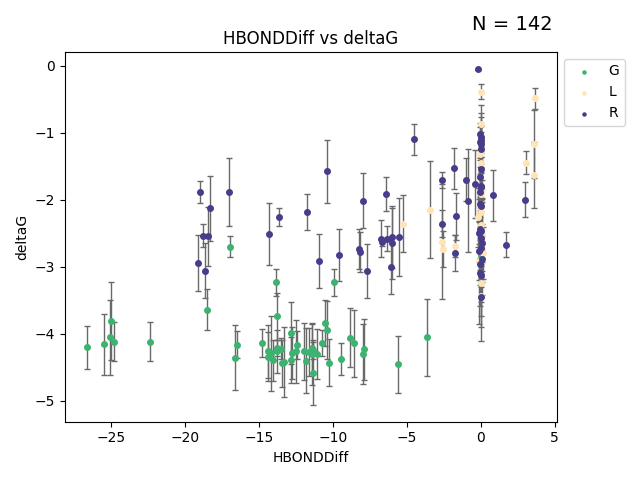 N = 142
HBONDDiff vs deltaG
G
L
R
deltaG
0
−1
−2
−3
−4
−5
−25
−20
−15
−10
−5
0
5
HBONDDiff